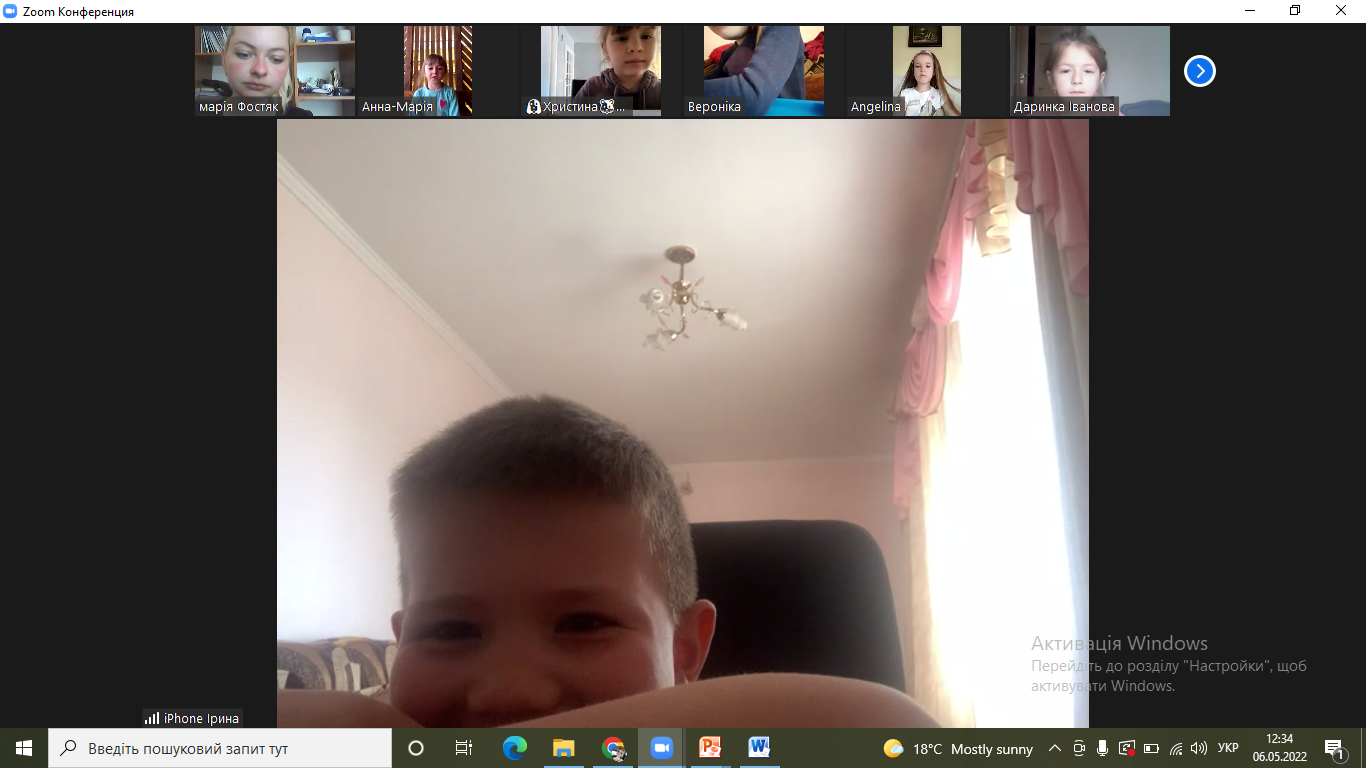 Zoom Конференция
марія Фостяк
Анна-Марія
Христина...
Вероніка
Angelina
Даринка Іванова
Активація Windows
Перейдіть до розділу "Настройки", щоб
активувати Windows.
iPhone Ірина
Введіть пошуковий запит тут
18°C Mostly sunny
УКР
12:34
06.05.2022
1